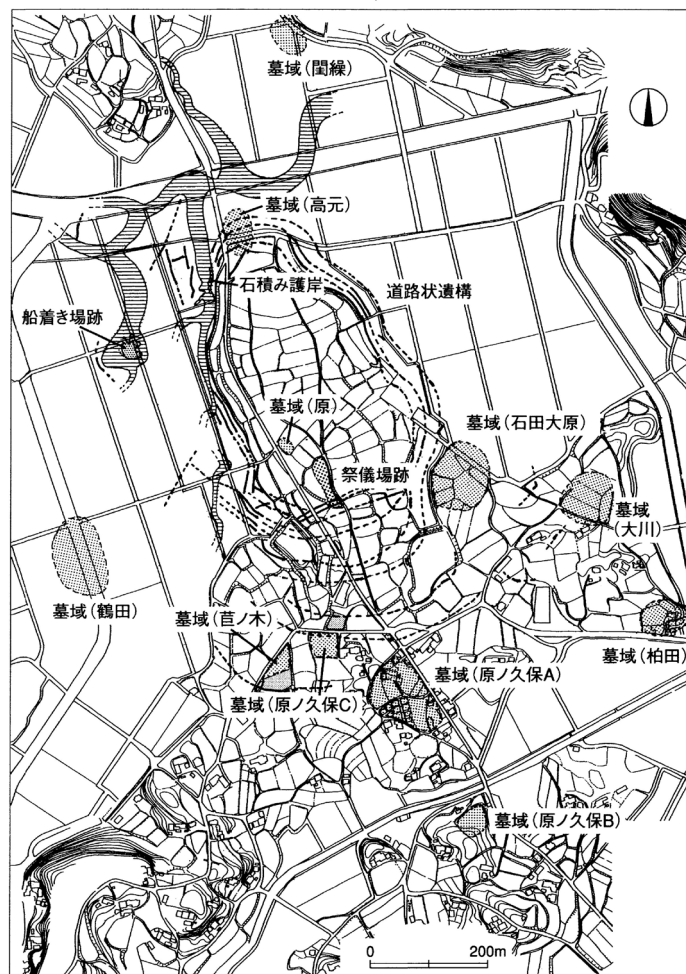 墓域(閏繰)
墓域(高元)
石積み護岸
道路状遺構
船着き場跡
墓域(原)
墓域(石田大原)
祭儀場跡
墓域
(大川)
墓域(鶴田)
墓域(苣ノ木)
墓域(柏田)
墓域(原ノ久保A)
墓域(原ノ久保C)
墓域(原ノ久保B)
0 200m